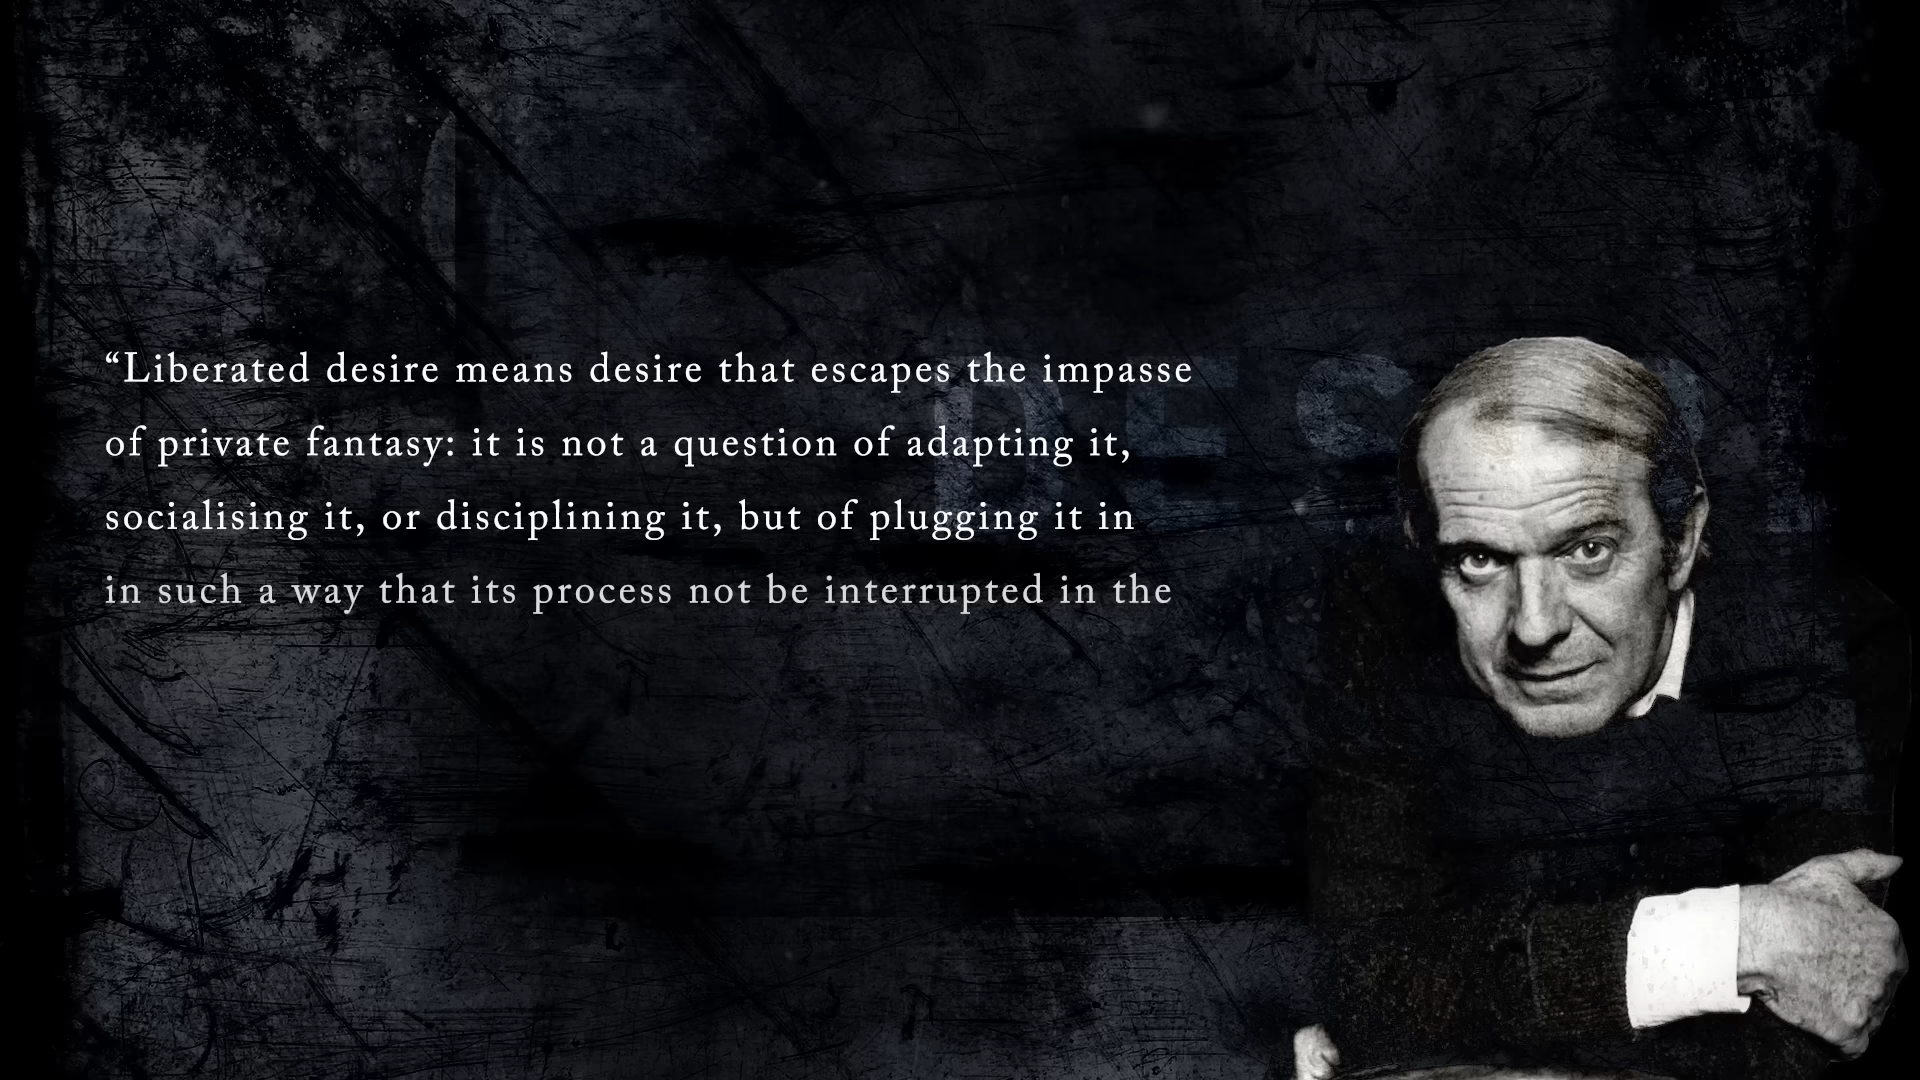 “Liberated desire means desire that escapes the impasse
of private fantasy: it is not a question of adapting it,
socialising it, or disciplining it, but of plugging it in
in such a way that its process not be interrupted in the